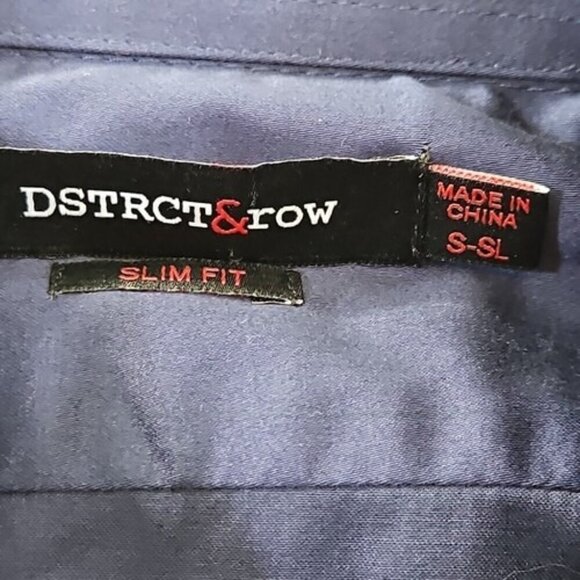 DSTRCT&row
SLIM FIT
MADE IN
CHINA
S-SL